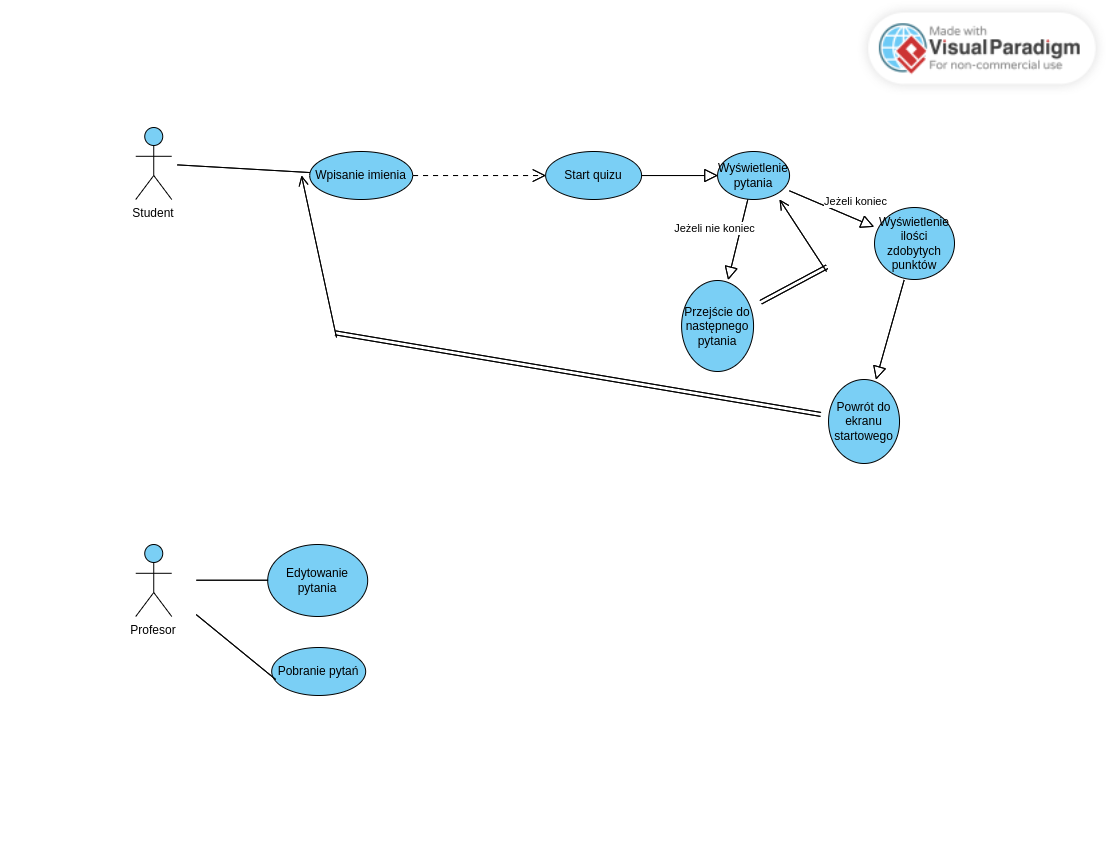 Made with
Visual Paradigm
For non-commercial use
Student
Wpisanie imienia
Start quizu
Wyświetlenie
pytania
Jeżeli koniec
Wyświetlenie
ilości
zdobytych
punktów
Jeżeli nie koniec
Przejście do
następnego
pytania
Powrót do
ekranu
startowego
Profesor
Edytowanie
pytania
Pobranie pytań